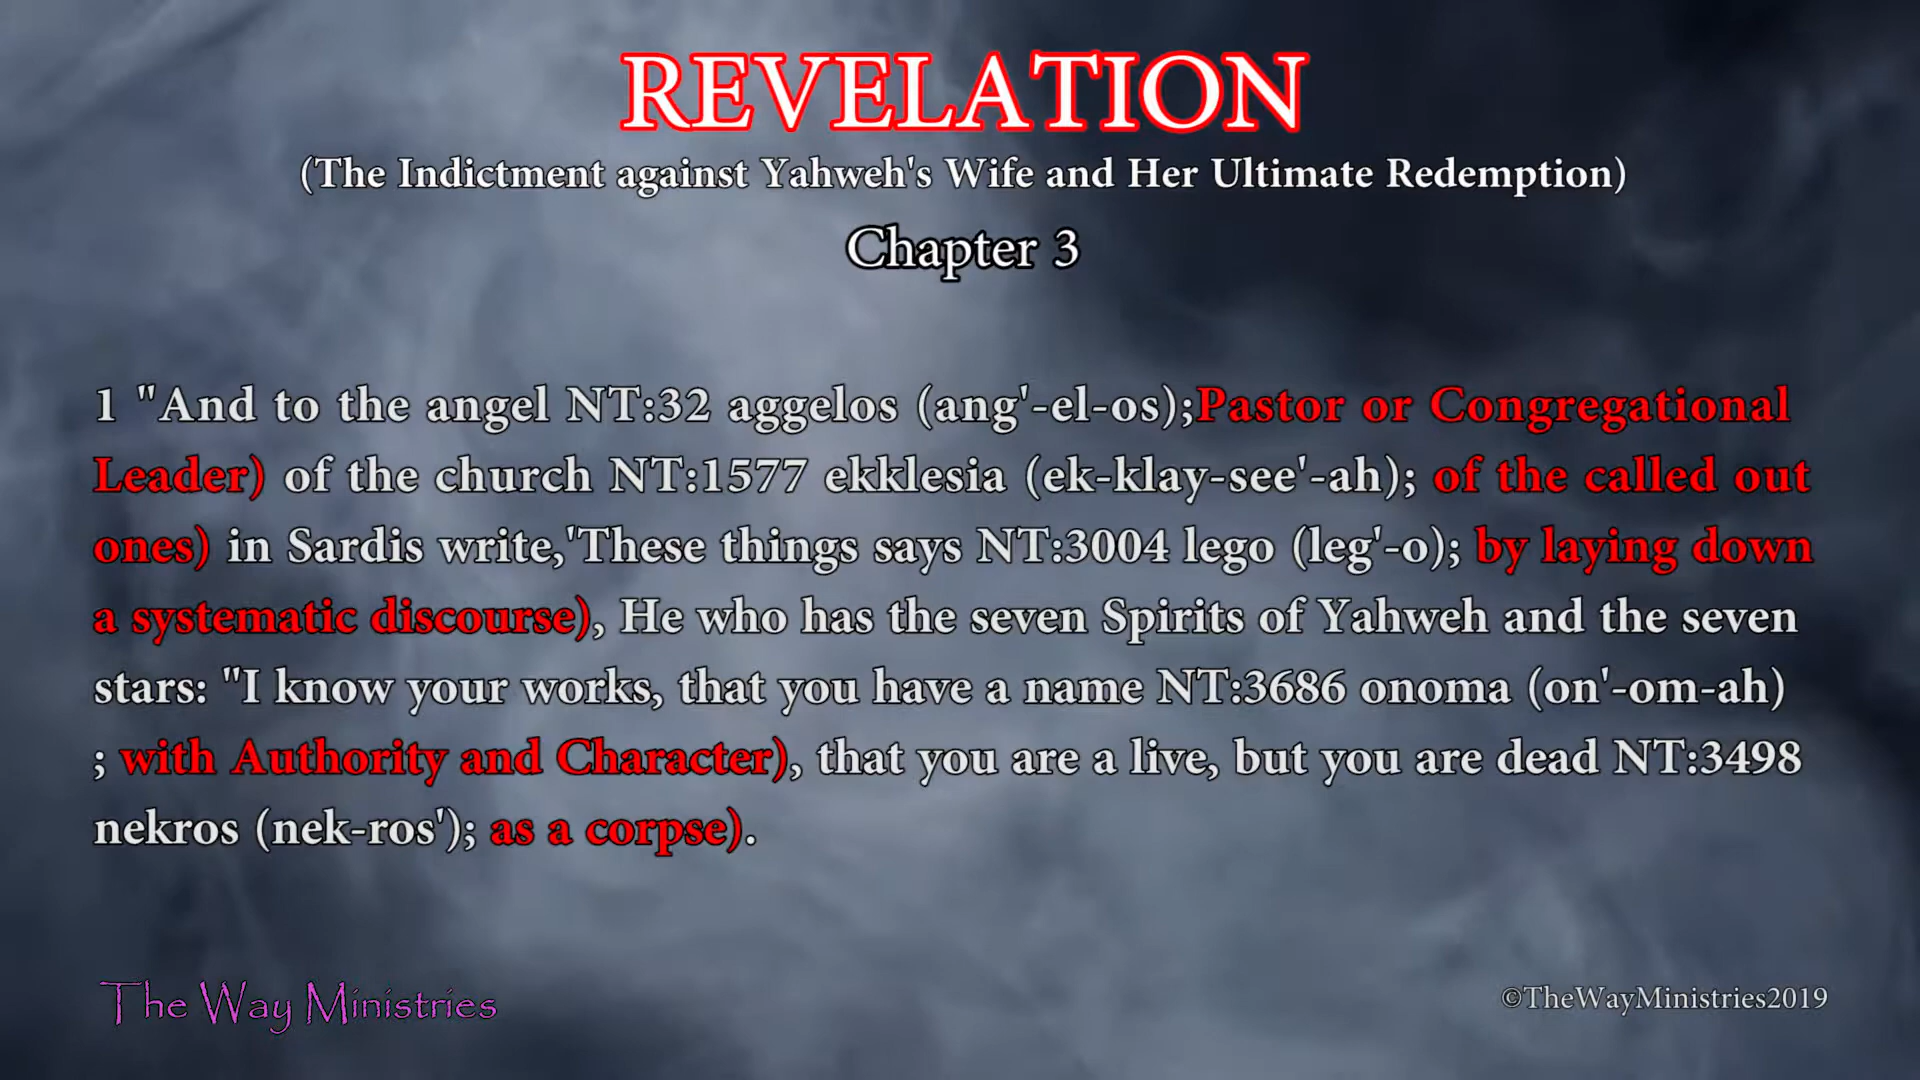 REVELATION
(The Indictment against Yahweh's Wife and Her Ultimate Redemption)
Chapter 3
1 "And to the angel NT:32 aggelos (ang'-el-os);Pastor or Congregational
Leader) of the church NT:1577 ekklesia (ek-klay-see'-ah); of the called out
ones) in Sardis write,'These things says NT:3004 lego (leg'-o); by laying down
a systematic discourse), He who has the seven Spirits of Yahweh and the seven
stars: "I know your works, that you have a name NT:3686 onoma (on'-om-ah)
; with Authority and Character), that you are a live, but you are dead NT:3498
nekros (nek-ros'); as a corpse).
The Way Ministries
©TheWayMinistries2019